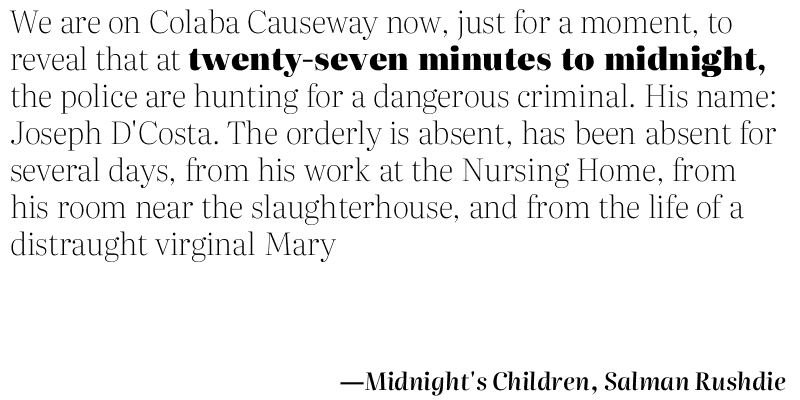 We are on Colaba Causeway now, just for a moment, to
reveal that at twenty-seven minutes to midnight,
the police are hunting for a dangerous criminal. His name:
Joseph D'Costa. The orderly is absent, has been absent for
several days, from his work at the Nursing Home, from
his room near the slaughterhouse, and from the life of a
distraught virginal Mary
—Midnight's Children, Salman Rushdie